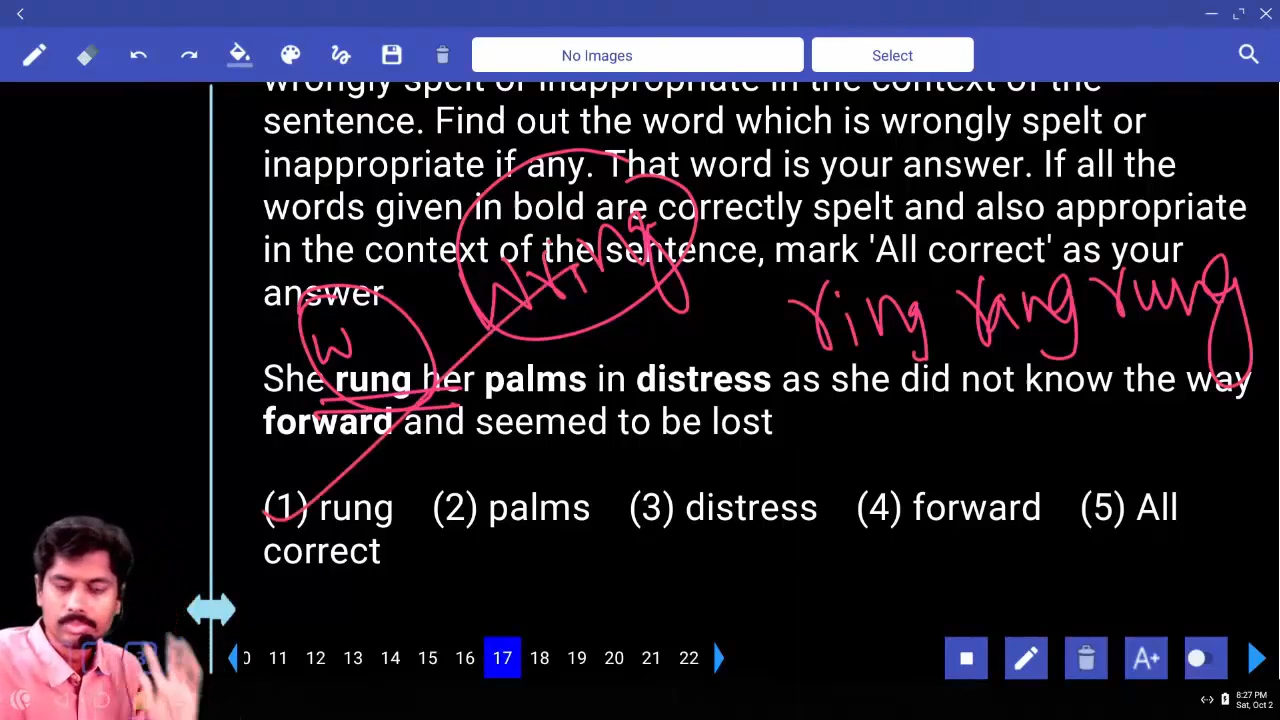 No Images
Select
wrongly spelt or inappropriate in the context of the
sentence. Find out the word which is wrongly spelt or
inappropriate if any. That word is your answer. If all the
words given in bold are correctly spelt and also appropriate
in the context of the sentence, mark 'All correct' as your
answer
wring
ring rang rung
w
She rung her palms in distress as she did not know the way
forward and seemed to be lost
(1) rung (2) palms (3) distress (4) forward (5) All
correct
0 11 12 13 14 15 16 17 18 19 20 21 22
A+
8:27 PM
Sat, Oct 2